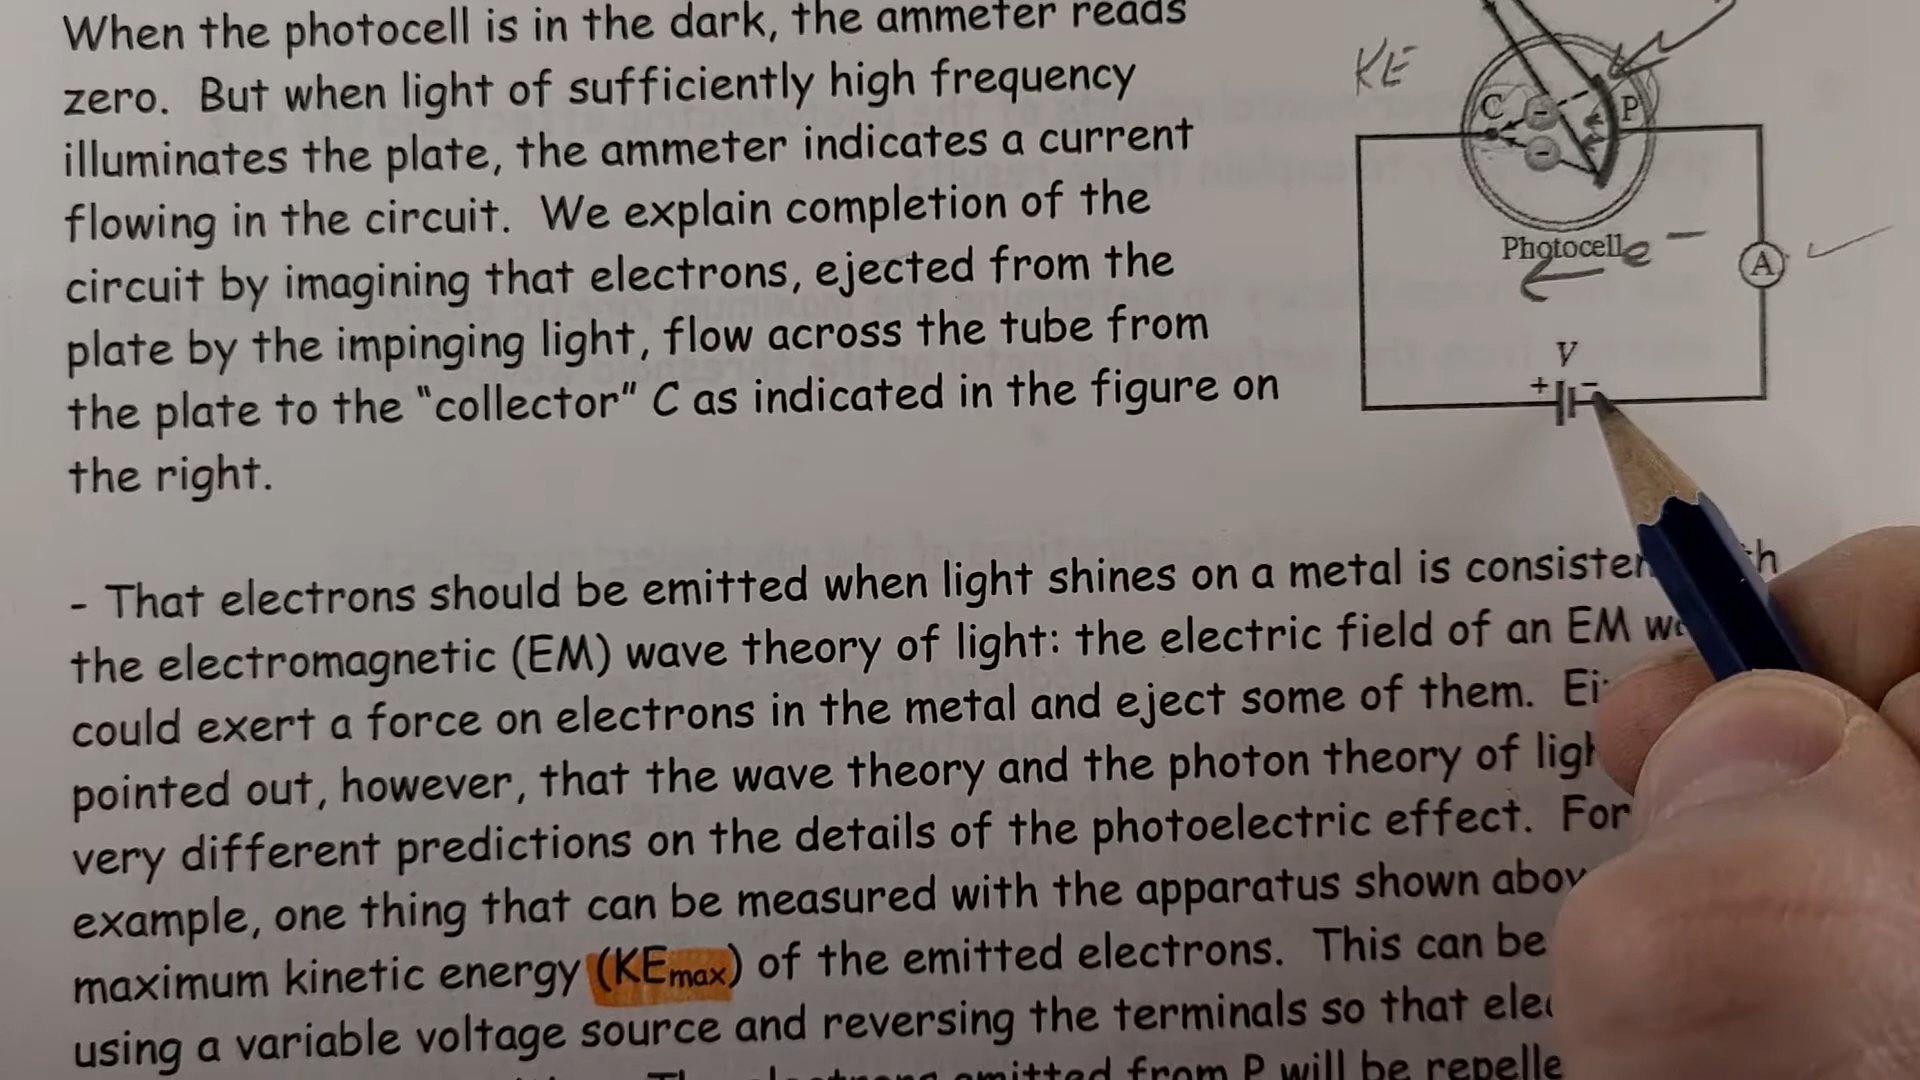 When the photocell is in the dark, the ammeter reads
zero. But when light of sufficiently high frequency
illuminates the plate, the ammeter indicates a current
flowing in the circuit. We explain completion of the
circuit by imagining that electrons, ejected from the
plate by the impinging light, flow across the tube from
the plate to the "collector" C as indicated in the figure on
the right.
KE
C
P
-
-
Photocell
e -
A
V
+
-
- That electrons should be emitted when light shines on a metal is
the electromagnetic (EM) wave theory of light: the electric field of an EM
could exert a force on electrons in the metal and eject some of them.
pointed out, however, that the wave theory and the photon theory of
very different predictions on the details of the photoelectric effect. For
example, one thing that can be measured with the apparatus shown
maximum kinetic energy (KEmax) of the emitted electrons. This can be
using a variable voltage source and reversing the terminals so that
emitted from P will be